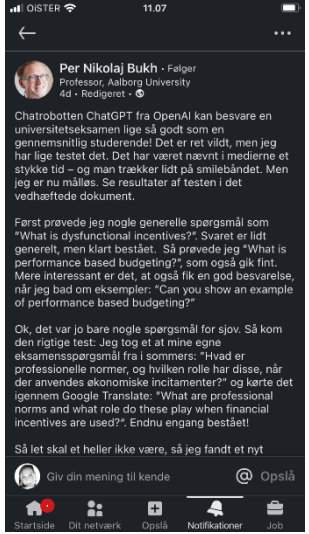 OiSTER
11.07
Per Nikolaj Bukh • Følger
Professor, Aalborg University
4d • Redigeret •
Chatrobotten ChatGPT fra OpenAI kan besvare en
universitetseksamen lige så godt som en
gennemsnitlig studerende! Det er ret vildt, men jeg
har lige testet det. Det har været nævnt i medierne et
stykke tid – og man trækker lidt på smilebåndet. Men
jeg er nu målløs. Se resultater af testen i det
vedhæftede dokument.
Først prøvede jeg nogle generelle spørgsmål som
"What is dysfunctional incentives?". Svaret er lidt
generelt, men klart bestået.  Så prøvede jeg "What is
performance based budgeting?", som også gik fint.
Mere interessant er det, at også fik en god besvarelse,
når jeg bad om eksempler: "Can you show an example
of performance based budgeting?"
Ok, det var jo bare nogle spørgsmål for sjov. Så kom
den rigtige test: Jeg tog et at mine egne
eksamensspørgsmål fra i sommers: "Hvad er
professionelle normer, og hvilken rolle har disse, når
der anvendes økonomiske incitamenter?" og kørte det
igennem Google Translate: "What are professional
norms and what role do these play when financial
incentives are used?". Endnu engang bestået!
Så let skal et heller ikke være, så jeg fandt et nyt
Giv din mening til kende
@ Opslå
Startside
Dit netværk
Opslå
Notifikationer
Job